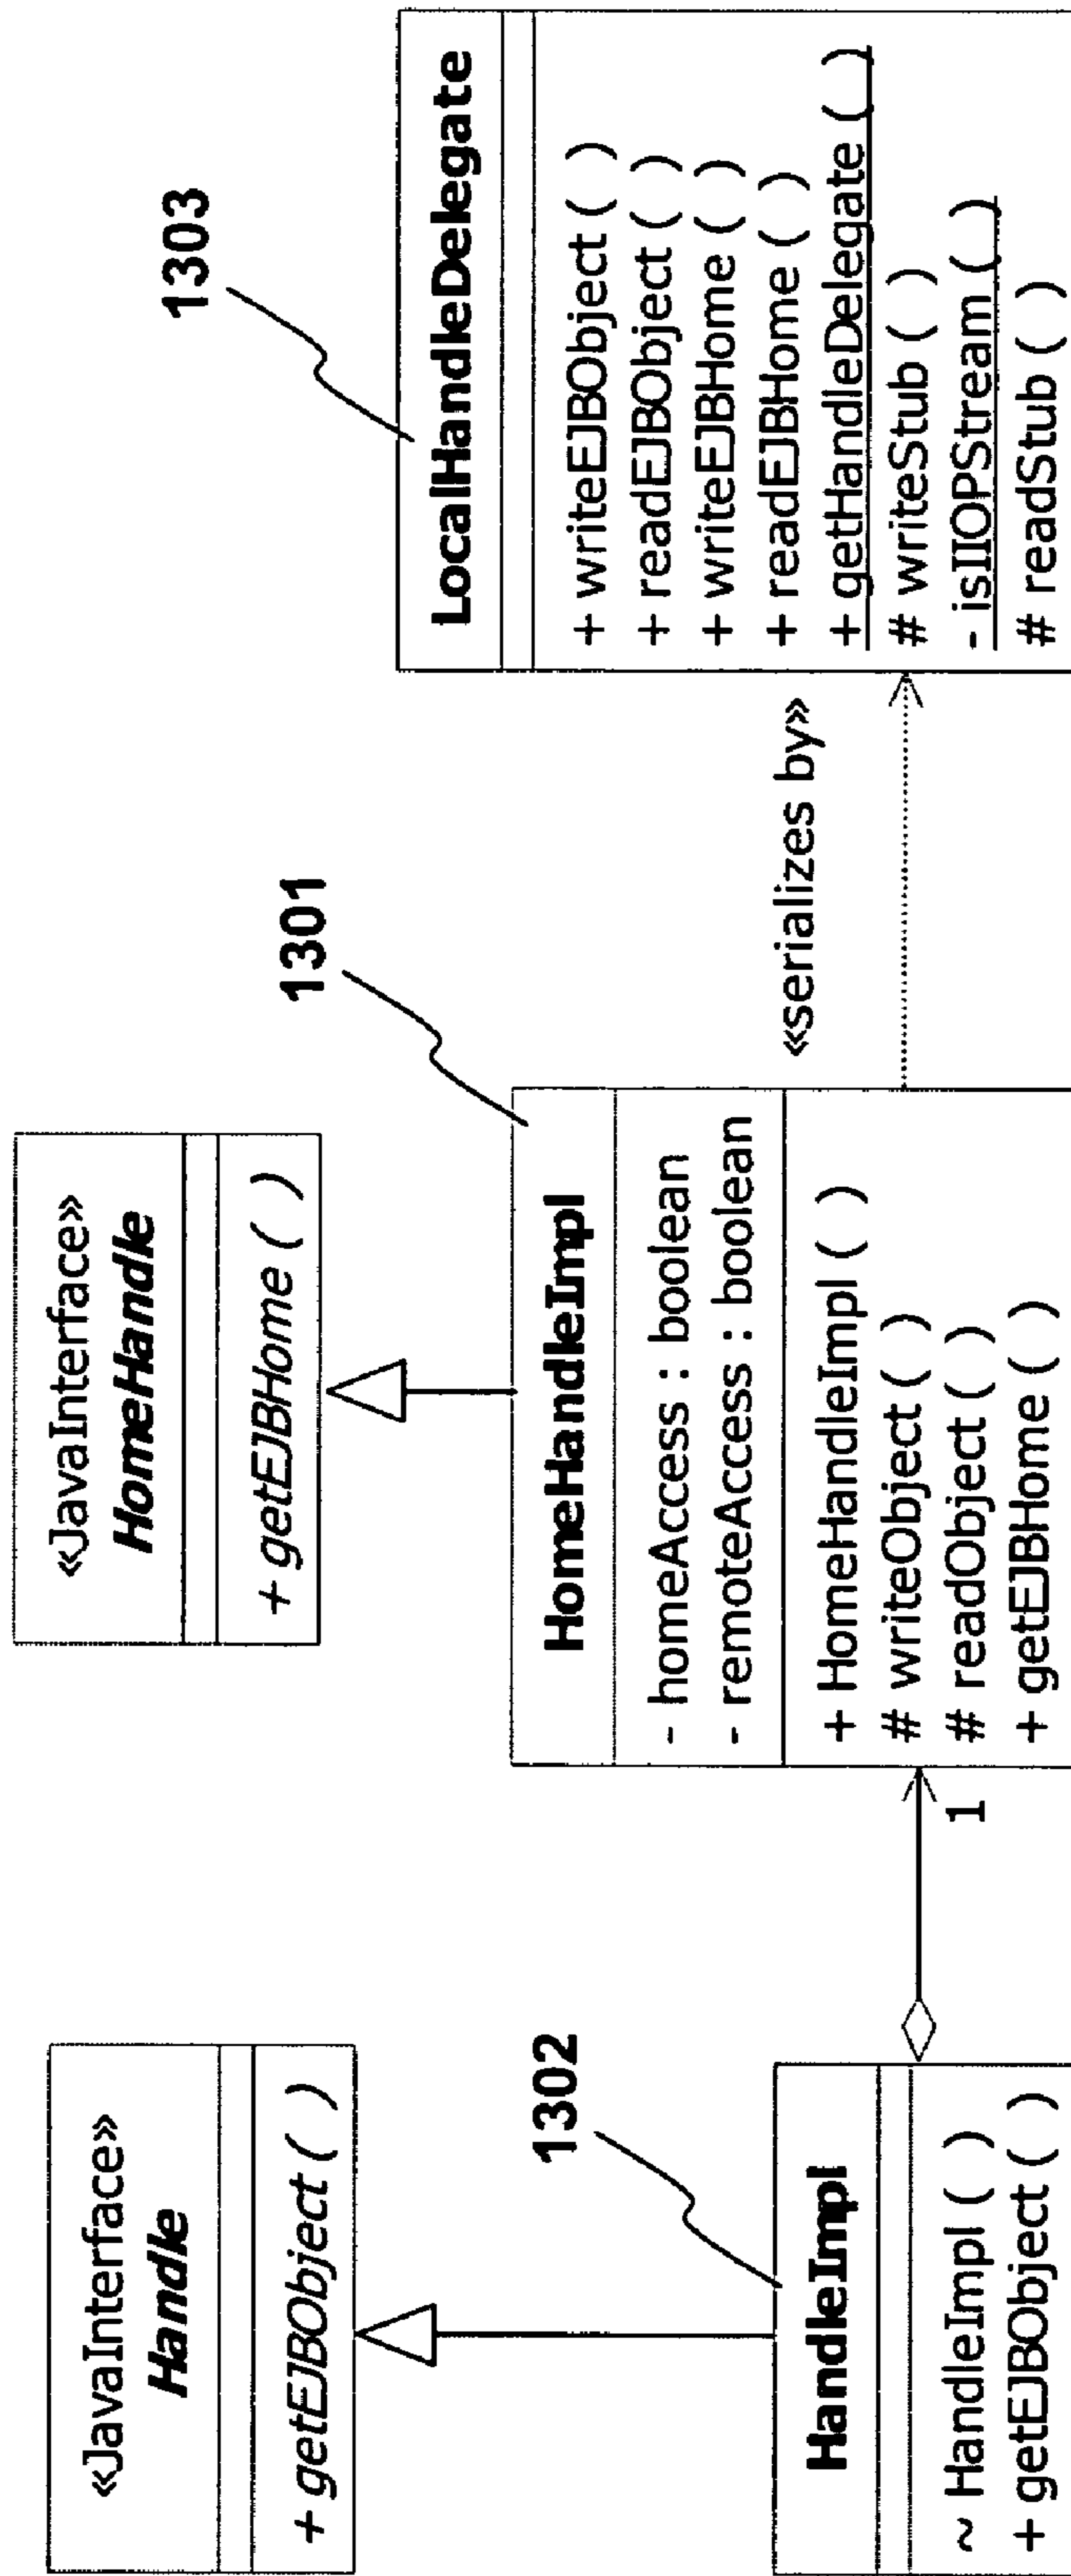 «JavaInterface»
Handle
+ getEJBObject ( )
1302
HandleImpl
~ HandleImpl ( )
+ getEJBObject ( )
1
«JavaInterface»
HomeHandle
+ getEJBHome ( )
1301
HomeHandleImpl
- homeAccess : boolean
- remoteAccess : boolean
+ HomeHandleImpl ( )
# writeObject ( )
# readObject ( )
+ getEJBHome ( )
«serializes by»
1303
LocalHandleDelegate
+ writeEJBObject ( )
+ readEJBObject ( )
+ writeEJBHome ( )
+ readEJBHome ( )
+ getHandleDelegate ( )
# writeStub ( )
- isIIOPStream ( )
# readStub ( )